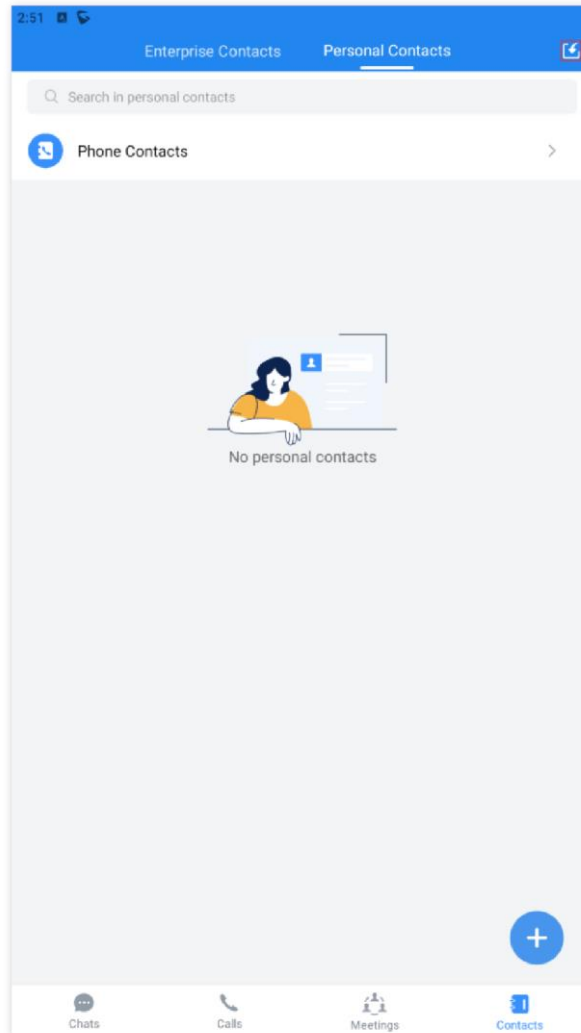 2:51
Enterprise Contacts Personal Contacts
Search in personal contacts
Phone Contacts
No personal contacts
Chats Calls Meetings Contacts